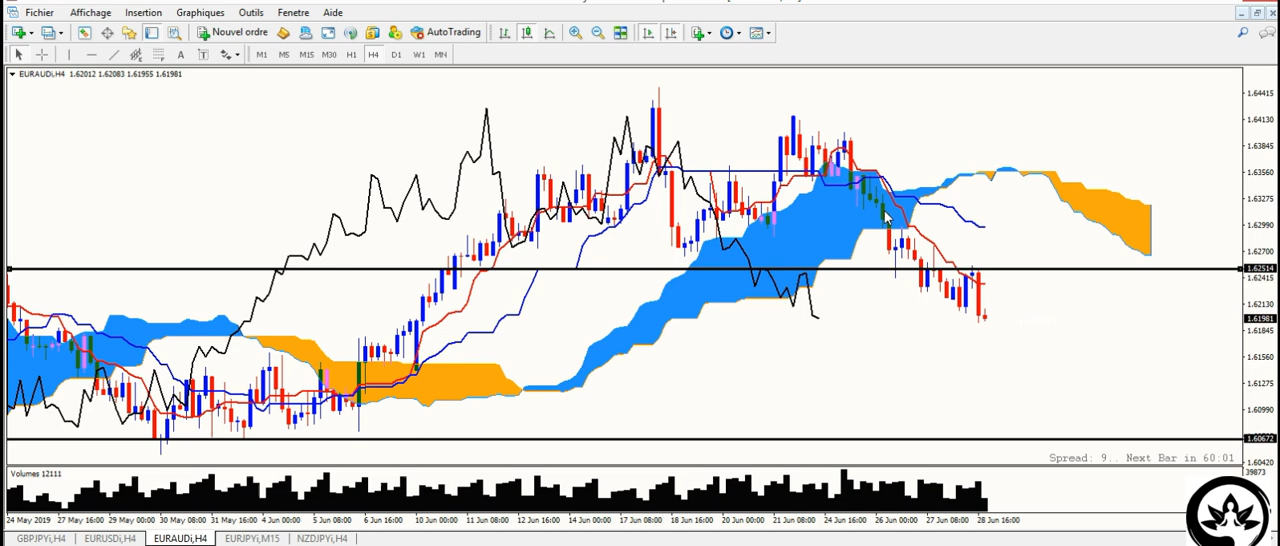 Fichier Affichage Insertion Graphiques Outils Fenetre Aide
Nouvel ordre AutoTrading
A T M1 M5 M15 M30 H1 H4 D1 W1 MN
EURAUDi,H4 1.62012 1.62083 1.61955 1.61981
1.64415
1.64130
1.63845
1.63560
1.63275
1.62990
1.62700
1.62514
1.62415
1.62130
1.61981
1.61845
1.61560
1.61275
1.60990
1.60672
1.60420
Spread: 9.. Next Bar in 60:01
Volumes 12111
39873
24 May 2019 27 May 16:00 29 May 00:00 30 May 08:00 31 May 16:00 4 Jun 00:00 5 Jun 08:00 6 Jun 16:00 10 Jun 00:00 11 Jun 08:00 12 Jun 16:00 14 Jun 00:00 17 Jun 08:00 18 Jun 16:00 20 Jun 00:00 21 Jun 08:00 24 Jun 16:00 26 Jun 00:00 27 Jun 08:00 28 Jun 16:00
GBPJPYi,H4 EURUSDi,H4 EURAUDi,H4 EURJPYi,M15 NZDJPYi,H4